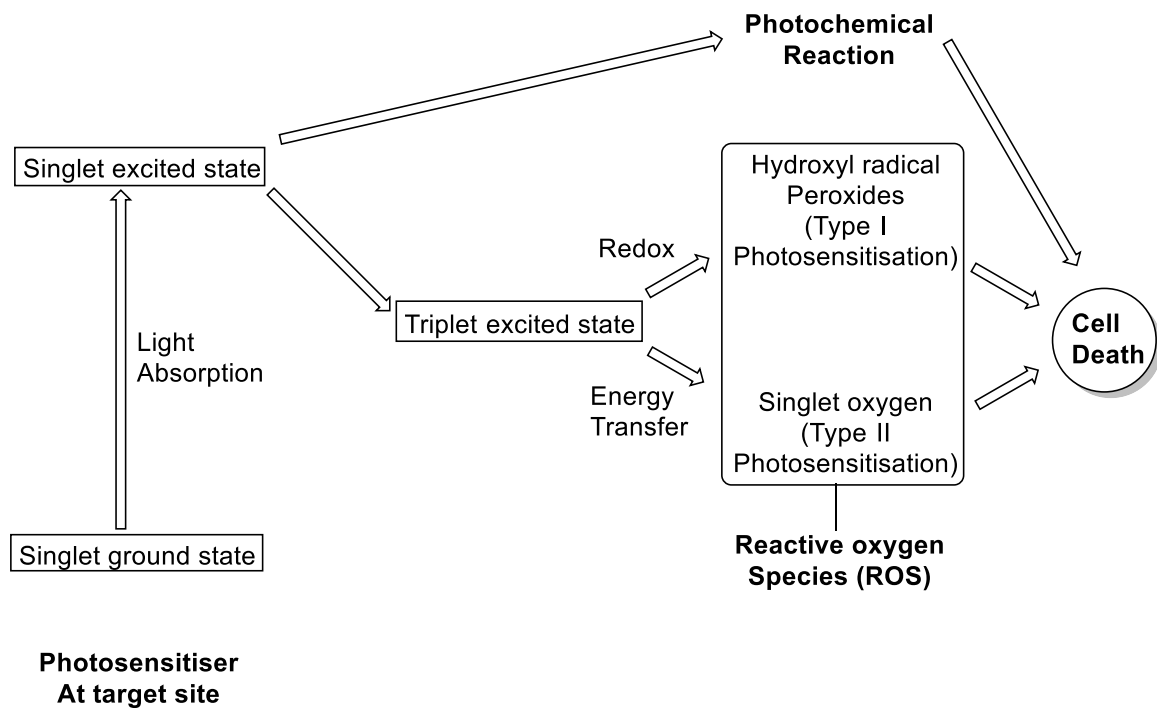 Photochemical
Reaction
Singlet excited state
Hydroxyl radical
Peroxides
(Type I
Photosensitisation)
Redox
Triplet excited state
Light
Absorption
Cell
Death
Energy
Transfer
Singlet oxygen
(Type II
Photosensitisation)
Singlet ground state
Reactive oxygen
Species (ROS)
Photosensitiser
At target site